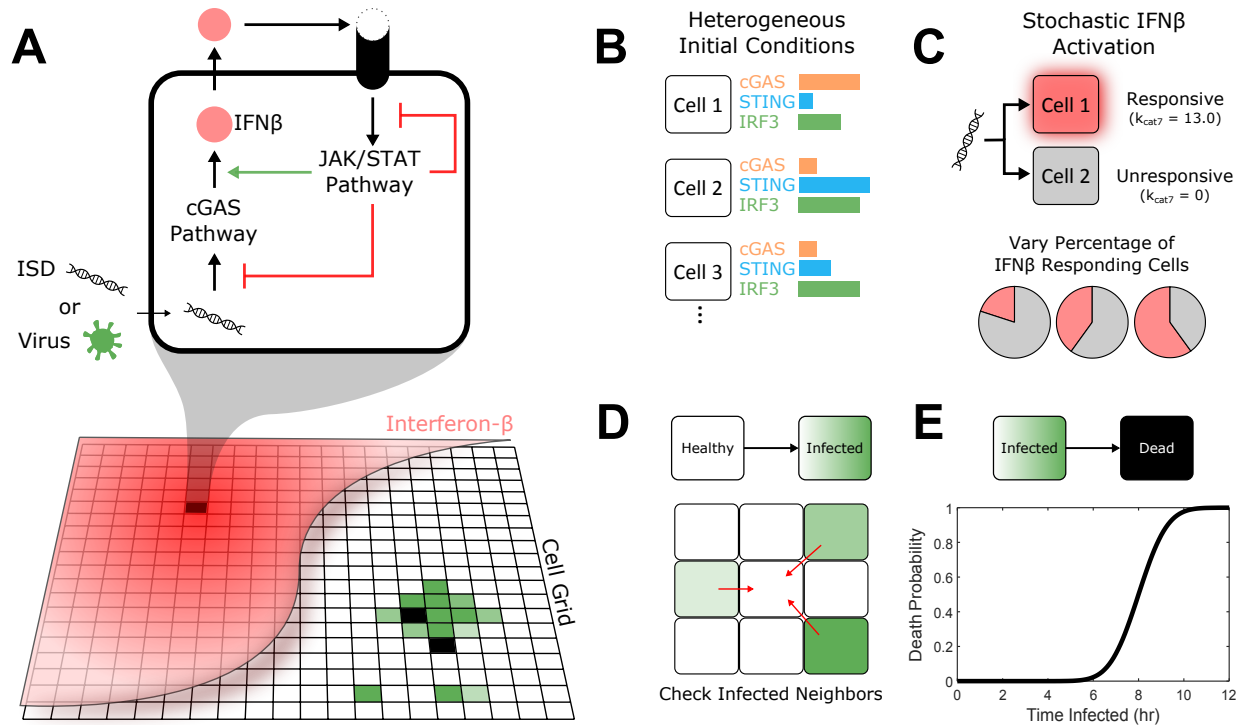 A
IFNβ
JAK/STAT
Pathway
cGAS
Pathway
ISD
or
Virus
Interferon-β
Cell Grid
B
Heterogeneous
Initial Conditions
Cell 1
cGAS
STING
IRF3
Cell 2
cGAS
STING
IRF3
Cell 3
cGAS
STING
IRF3
C
Stochastic IFNβ
Activation
Cell 1
Responsive
(kcat7 = 13.0)
Cell 2
Unresponsive
(kcat7 = 0)
Vary Percentage of
IFNβ Responding Cells
D
Healthy
Infected
Check Infected Neighbors
E
Infected
Dead
Death Probability
1
0.8
0.6
0.4
0.2
0
0 2 4 6 8 10 12
Time Infected (hr)